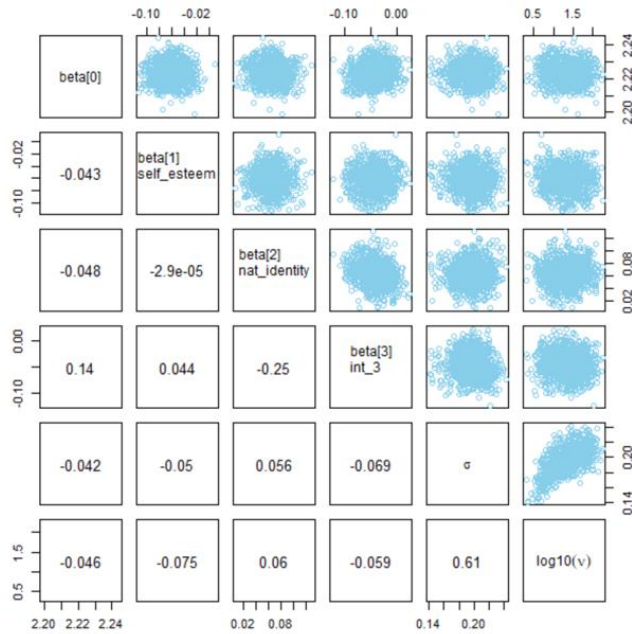 -0.10 -0.02
-0.10 0.00
0.5 1.5
beta[0]
2.20 2.22 2.24
-0.10 -0.02
-0.043
beta[1]
self_esteem
-0.048
-2.9e-05
beta[2]
nat_identity
0.02 0.08
-0.10 0.00
0.14
0.044
-0.25
beta[3]
int_3
-0.042
-0.05
0.056
-0.069
σ
0.14 0.20
0.5 1.5
-0.046
-0.075
0.06
-0.059
0.61
log10(v)
2.20 2.22 2.24
0.02 0.08
0.14 0.20